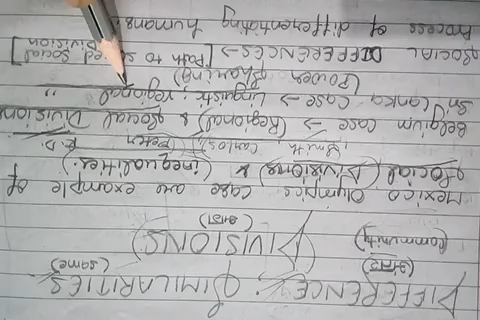 DIFFERENCE SIMILARITIES
(same)
(community) DIVISIONS
MEXICO Olympics case are example of
Social (Divisions) & (inequalities.)
Smith, Carlos, Peter
Belgium case → (Regional) & Social Divisions
Sri Lanka case → Linguistic, regional "
(Power Sharing)
SOCIAL DIFFERENCES → [Path to Social Division]
Process of differentiating humans